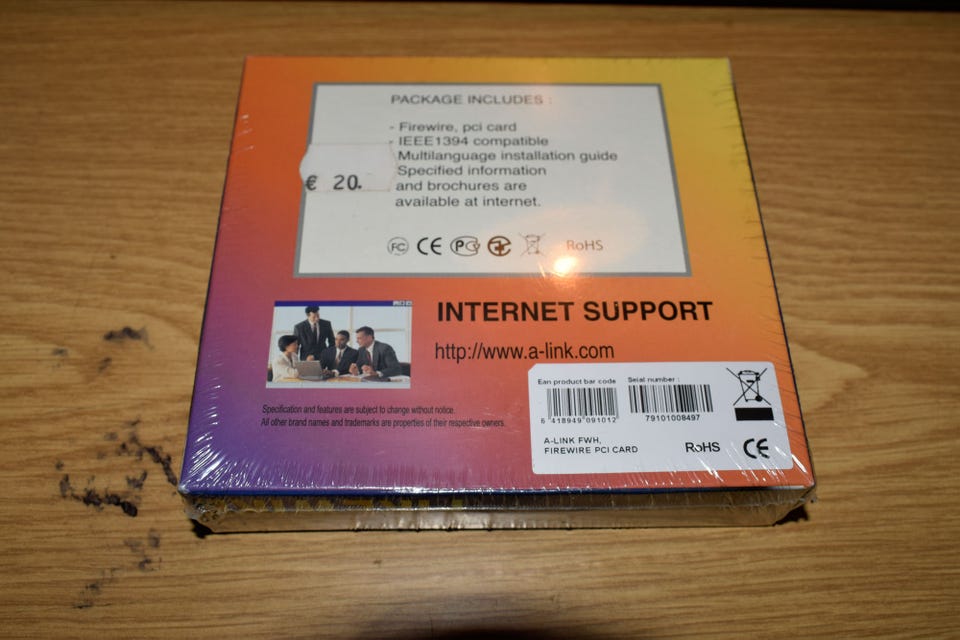 PACKAGE INCLUDES :
- Firewire, pci card
- IEEE1394 compatible
Multilanguage installation guide
Specified information
and brochures are
available at internet.
€ 20.
FC CE PG RoHS
INTERNET SUPPORT
http://www.a-link.com
Specification and features are subject to change without notice.
All other brand names and trademarks are properties of their respective owners.
Ean product bar code
6 418949 091012
Serial number :
79101008497
A-LINK FWH,
FIREWIRE PCI CARD
RoHS CE